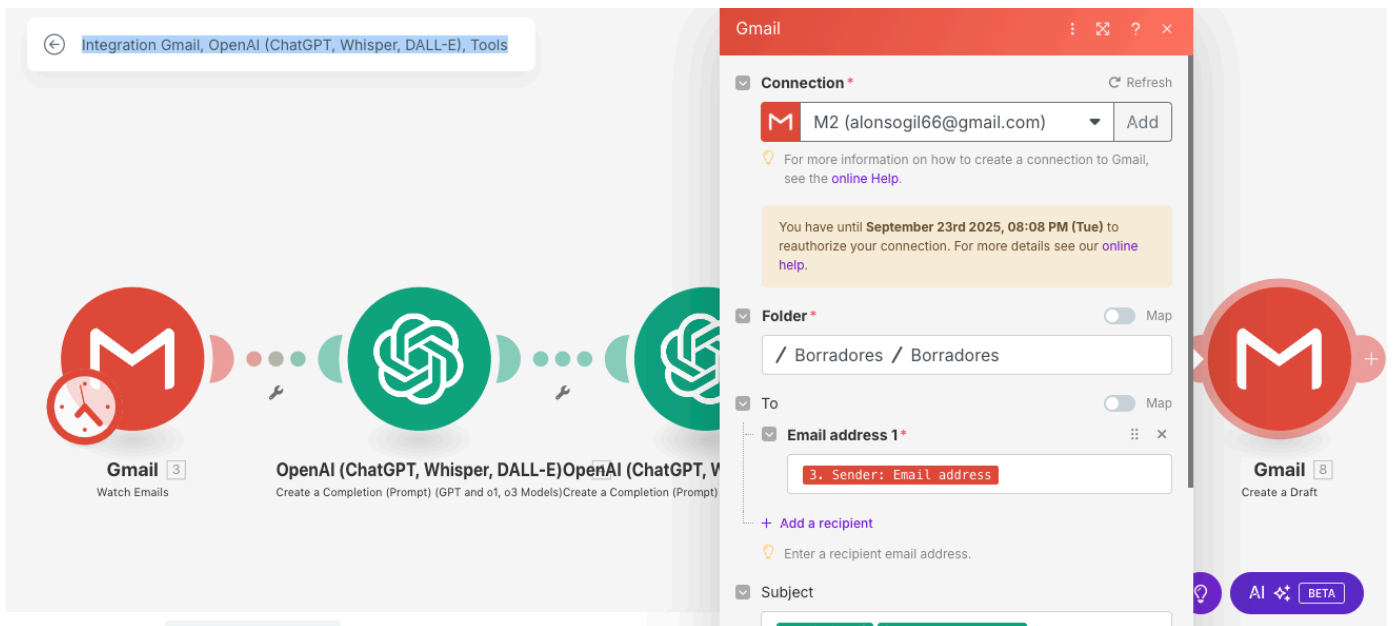 Integration Gmail, OpenAI (ChatGPT, Whisper, DALL-E), Tools
Gmail
?
Connection *
Refresh
M2 (alonsogil66@gmail.com)
Add
For more information on how to create a connection to Gmail,
see the online Help.
You have until September 23rd 2025, 08:08 PM (Tue) to
reauthorize your connection. For more details see our online
help.
Folder *
Map
/ Borradores / Borradores
To
Map
Email address 1 *
3. Sender: Email address
+ Add a recipient
Enter a recipient email address.
Subject
Gmail 3
Watch Emails
OpenAI (ChatGPT, Whisper, DALL-E)
Create a Completion (Prompt) (GPT and o1, o3 Models)
OpenAI (ChatGPT, W
Create a Completion (Prompt)
Gmail 8
Create a Draft
AI BETA